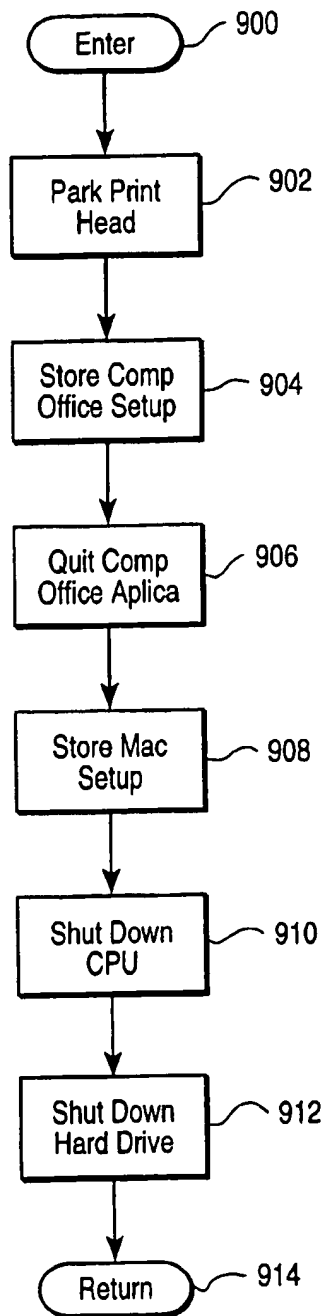 Enter
900
Park Print
Head
902
Store Comp
Office Setup
904
Quit Comp
Office Aplica
906
Store Mac
Setup
908
Shut Down
CPU
910
Shut Down
Hard Drive
912
Return
914